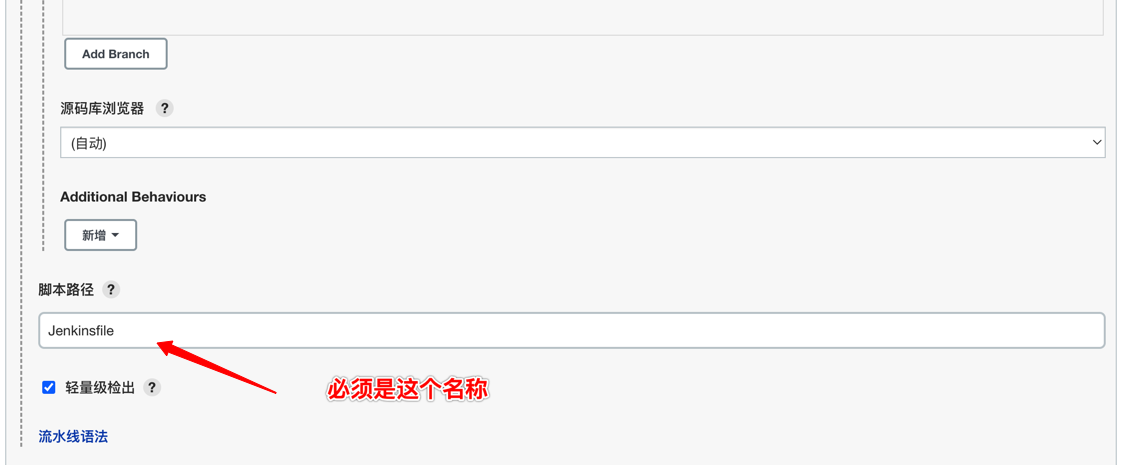 Add Branch
源码库浏览器 ?
(自动)
Additional Behaviours
新增
脚本路径 ?
Jenkinsfile
轻量级检出 ?
必须是这个名称
流水线语法